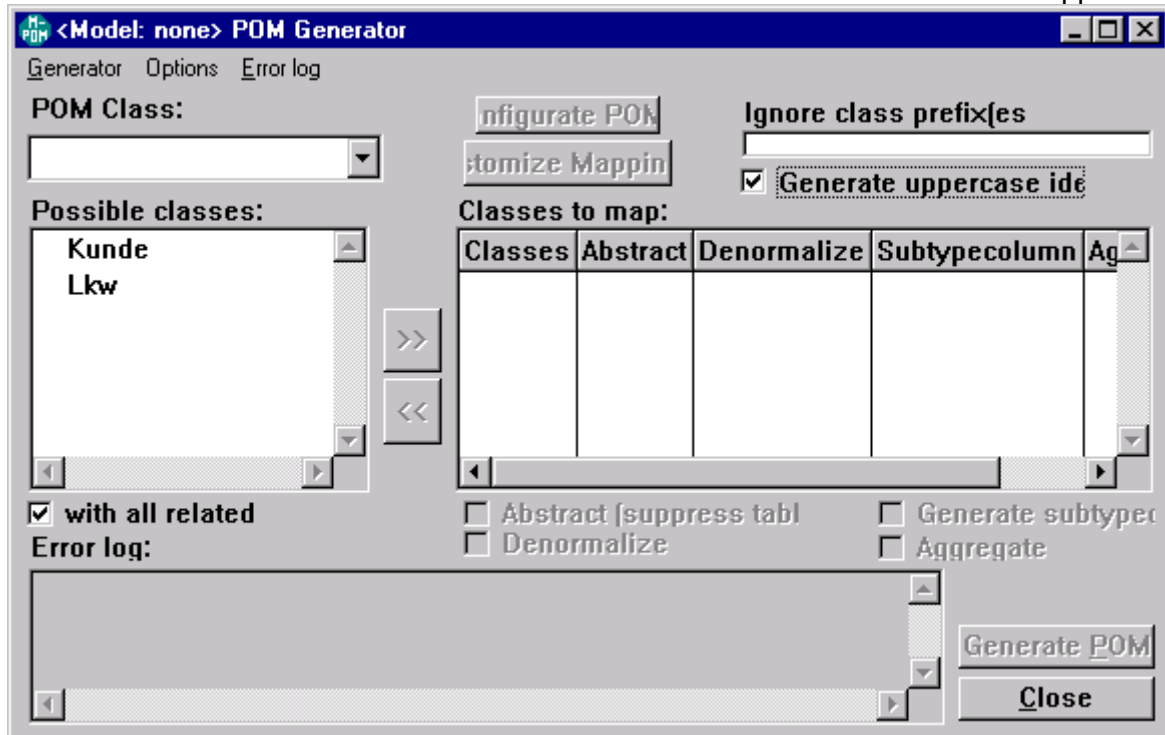 <Model: none> POM Generator
Generator Options Error log
POM Class:
nfigurate POM
stomize Mappin
Ignore class prefix(es
Generate uppercase ide
Possible classes:
Kunde
Lkw
>>
<<
Classes to map:
Classes Abstract Denormalize Subtypecolumn Ag
with all related
Abstract (suppress tabl
Generate subtypec
Denormalize
Aggregate
Error log:
Generate POM
Close